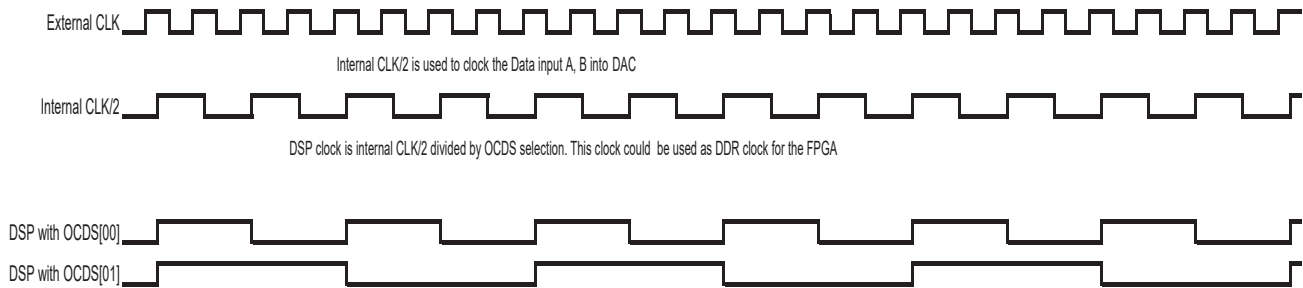 External CLK
Internal CLK/2 is used to clock the Data input A, B into DAC
Internal CLK/2
DSP clock is internal CLK/2 divided by OCDS selection. This clock could be used as DDR clock for the FPGA
DSP with OCDS[00]
DSP with OCDS[01]